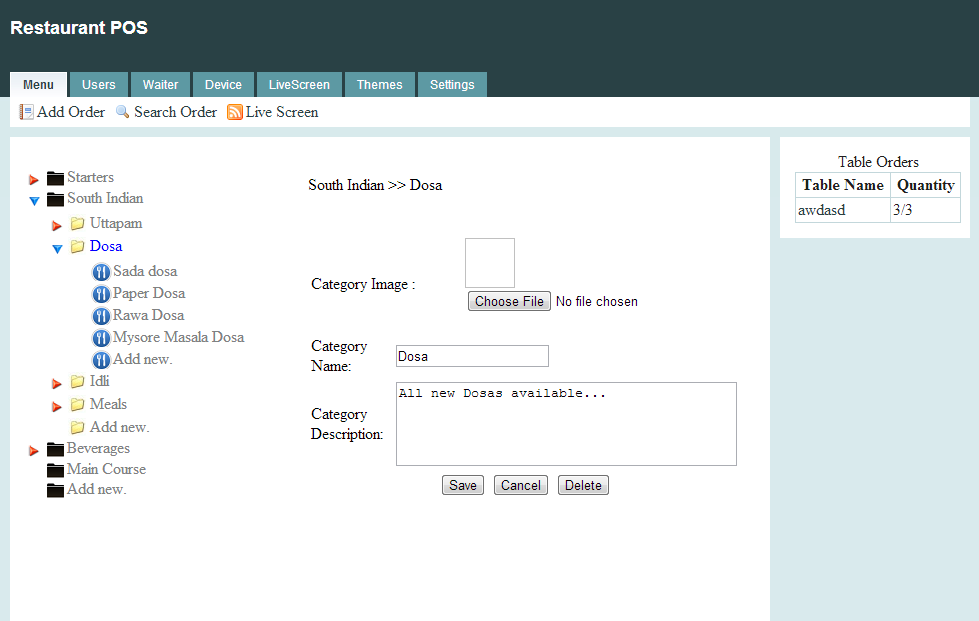 Restaurant POS
Menu Users Waiter Device LiveScreen Themes Settings
Add Order Search Order Live Screen
Starters
South Indian
Uttapam
Dosa
Sada dosa
Paper Dosa
Rawa Dosa
Mysore Masala Dosa
Add new.
Idli
Meals
Add new.
Beverages
Main Course
Add new.
South Indian >> Dosa
Category Image :
Choose File No file chosen
Category
Name:
Dosa
Category
Description:
All new Dosas available...
Save Cancel Delete
Table Orders
Table Name Quantity
awdasd 3/3